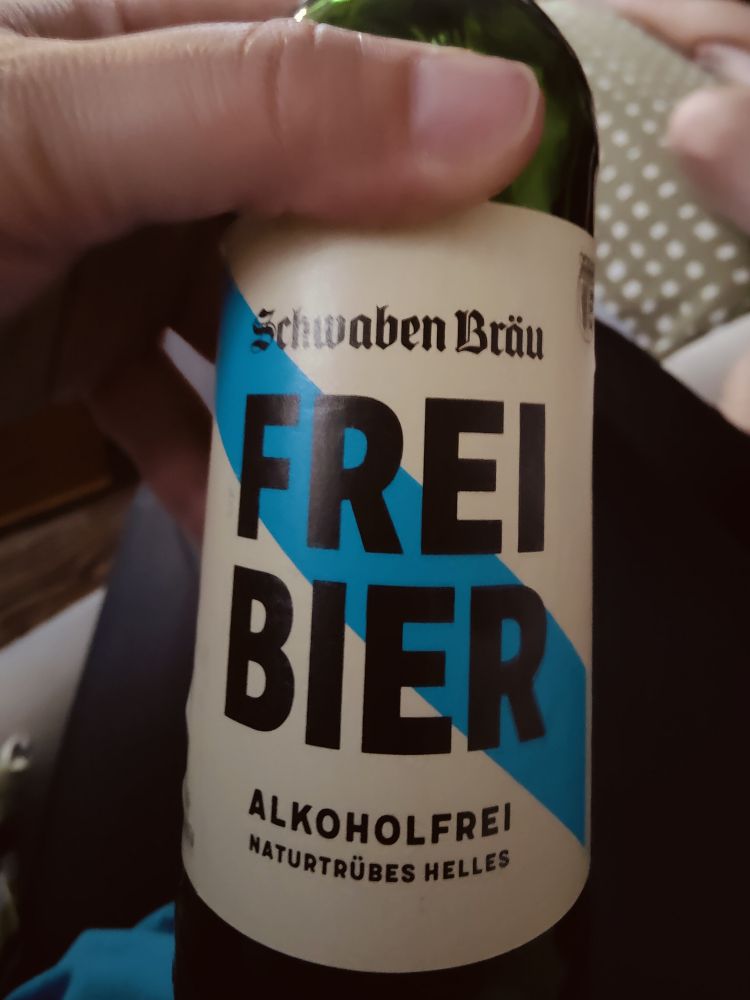 Schwaben Bräu
FREI
BIER
ALKOHOLFREI
NATURTRÜBES HELLES